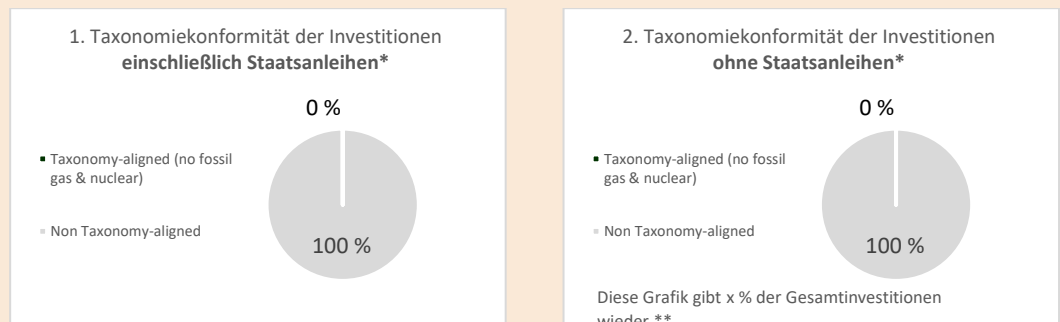 1. Taxonomiekonformität der Investitionen
einschließlich Staatsanleihen*
0 %
Taxonomy-aligned (no fossil
gas & nuclear)
Non Taxonomy-aligned
100 %
2. Taxonomiekonformität der Investitionen
ohne Staatsanleihen*
0 %
Taxonomy-aligned (no fossil
gas & nuclear)
Non Taxonomy-aligned
100 %
Diese Grafik gibt x % der Gesamtinvestitionen
wieder.**